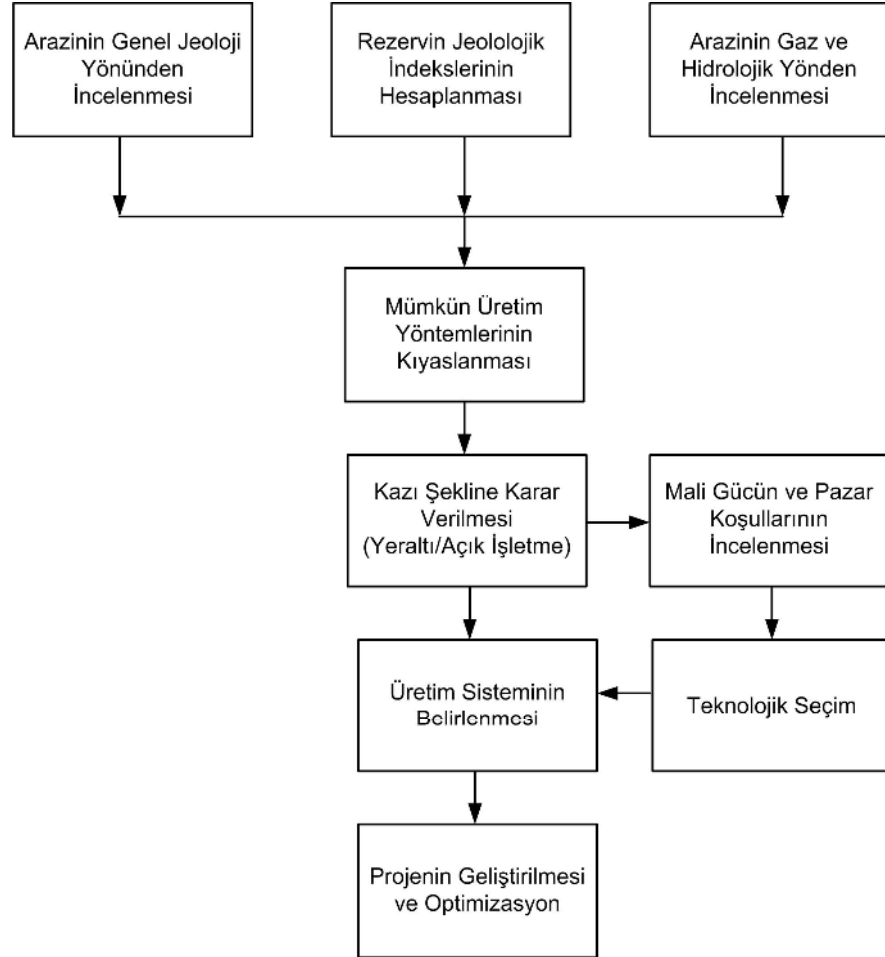 Arazinin Genel Jeoloji
Yönünden
İncelenmesi
Rezervin Jeololojik
İndekslerinin
Hesaplanması
Arazinin Gaz ve
Hidrolojik Yönden
İncelenmesi
Mümkün Üretim
Yöntemlerinin
Kıyaslanması
Kazı Şekline Karar
Verilmesi
(Yeraltı/Açık İşletme)
Mali Gücün ve Pazar
Koşullarının
İncelenmesi
Üretim Sisteminin
Belirlenmesi
Teknolojik Seçim
Projenin Geliştirilmesi
ve Optimizasyon